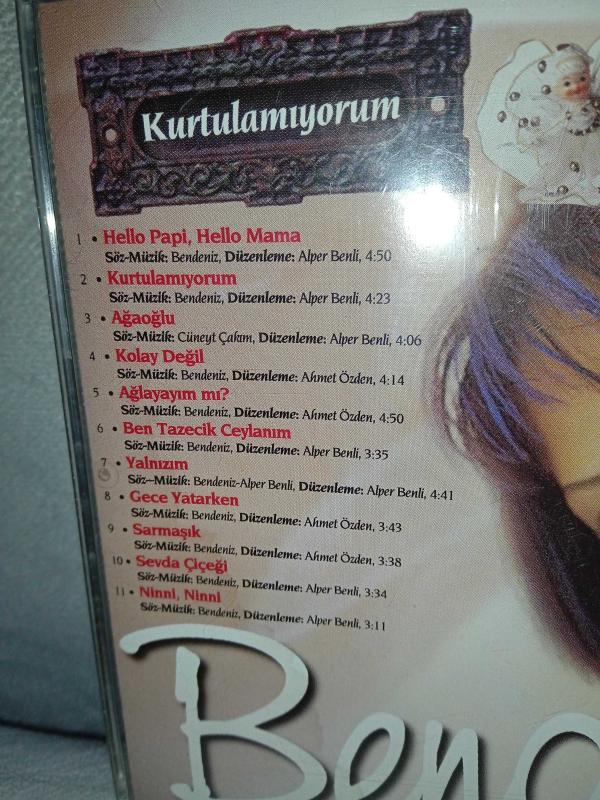 Kurtulamıyorum
1 • Hello Papi, Hello Mama
Söz-Müzik: Bendeniz, Düzenleme: Alper Benli, 4:50
2 • Kurtulamıyorum
Söz-Müzik: Bendeniz, Düzenleme: Alper Benli, 4:23
3 • Ağaoğlu
Söz-Müzik: Cüneyt Çakım, Düzenleme: Alper Benli, 4:06
4 • Kolay Değil
Söz-Müzik: Bendeniz, Düzenleme: Ahmet Özden, 4:14
5 • Ağlayayım mı?
Söz-Müzik: Bendeniz, Düzenleme: Ahmet Özden, 4:50
6 • Ben Tazecik Ceylanım
Söz-Müzik: Bendeniz, Düzenleme: Alper Benli, 3:35
7 • Yalnızım
Söz-Müzik: Bendeniz-Alper Benli, Düzenleme: Alper Benli, 4:41
8 • Gece Yatarken
Söz-Müzik: Bendeniz, Düzenleme: Ahmet Özden, 3:43
9 • Sarmaşık
Söz-Müzik: Bendeniz, Düzenleme: Ahmet Özden, 3:38
10 • Sevda Çiçeği
Söz-Müzik: Bendeniz, Düzenleme: Alper Benli, 3:34
11 • Ninni, Ninni
Söz-Müzik: Bendeniz, Düzenleme: Alper Benli, 3:11
Ben